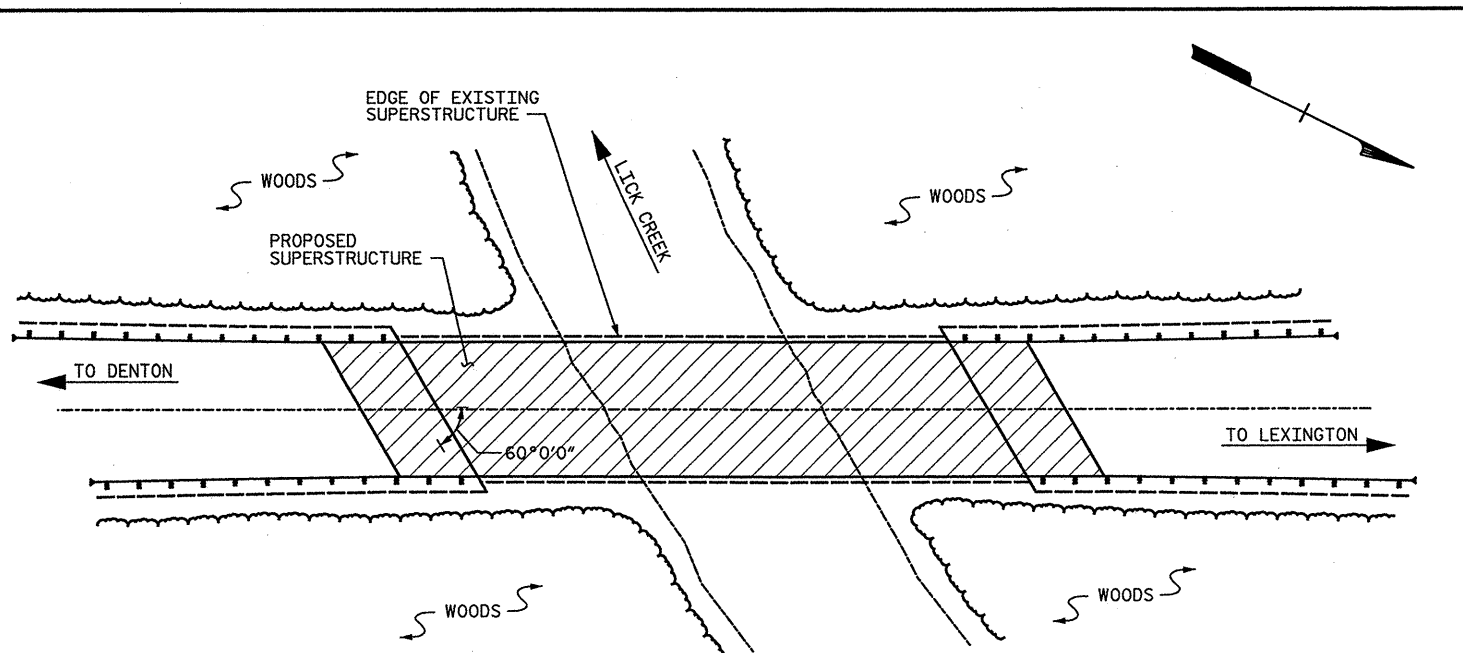 EDGE OF EXISTING
SUPERSTRUCTURE
LICK CREEK
WOODS
WOODS
PROPOSED
SUPERSTRUCTURE
TO DENTON
60°0'0"
TO LEXINGTON
WOODS
WOODS